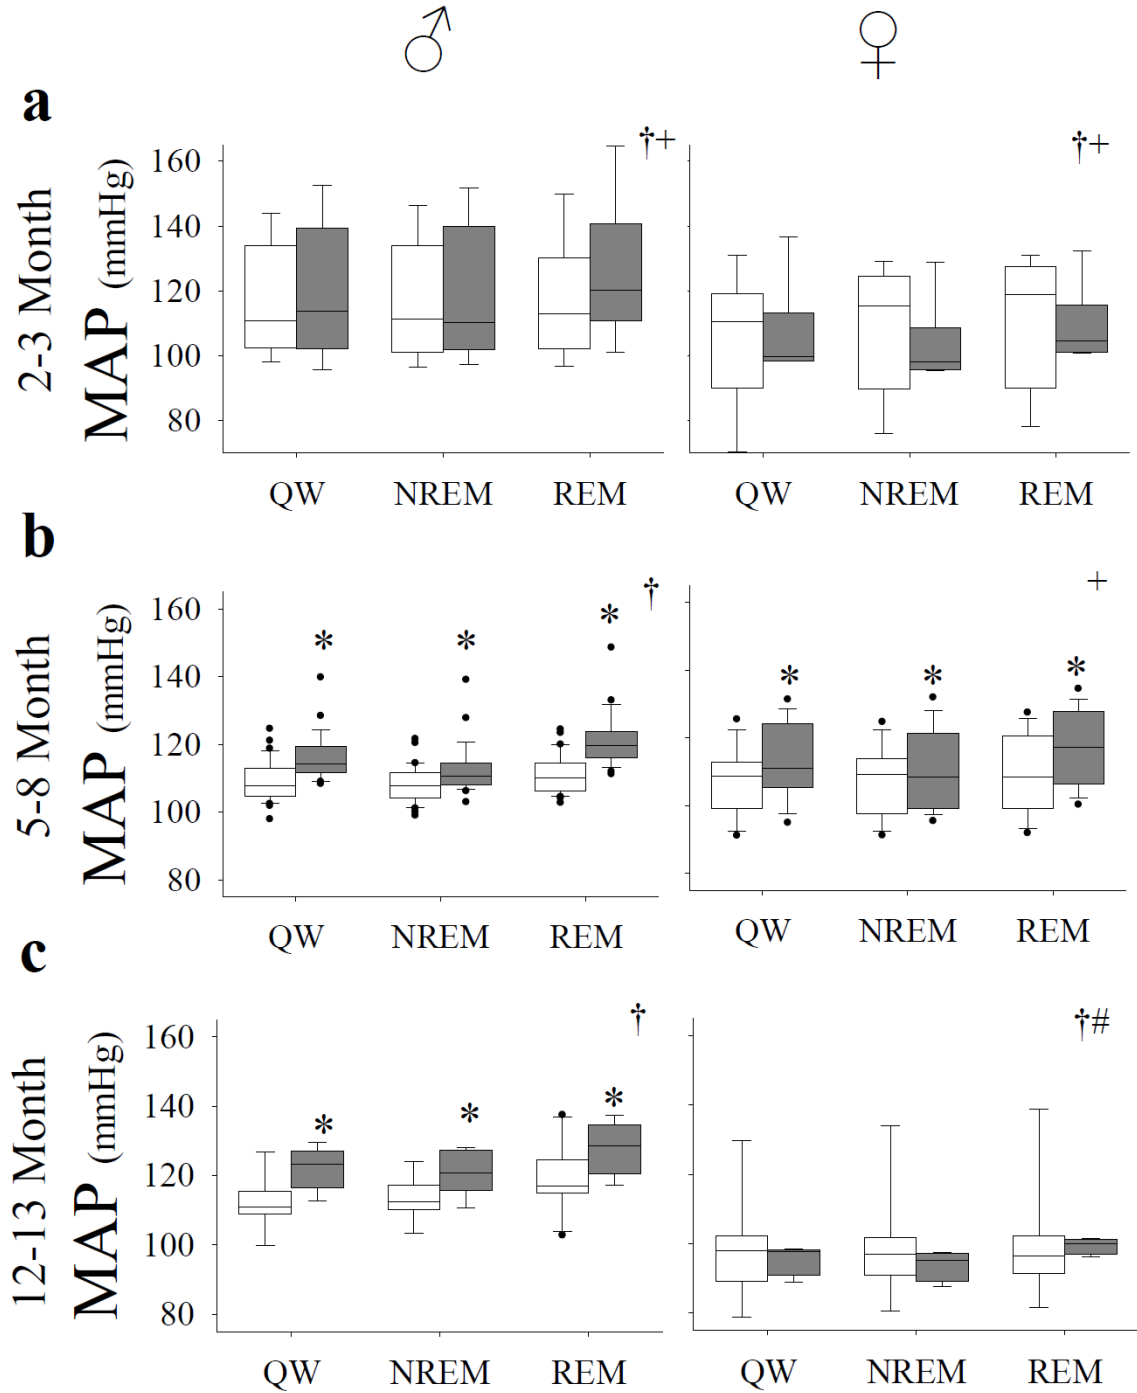 ♂ ♀
a
2-3 Month
MAP (mmHg)
160
140
120
100
80
†+
†+
QW NREM REM
QW NREM REM
b
5-8 Month
MAP (mmHg)
160
140
120
100
80
* * *
†
* * *
+
QW NREM REM
QW NREM REM
c
12-13 Month
MAP (mmHg)
160
140
120
100
80
* * *
†
†#
QW NREM REM
QW NREM REM